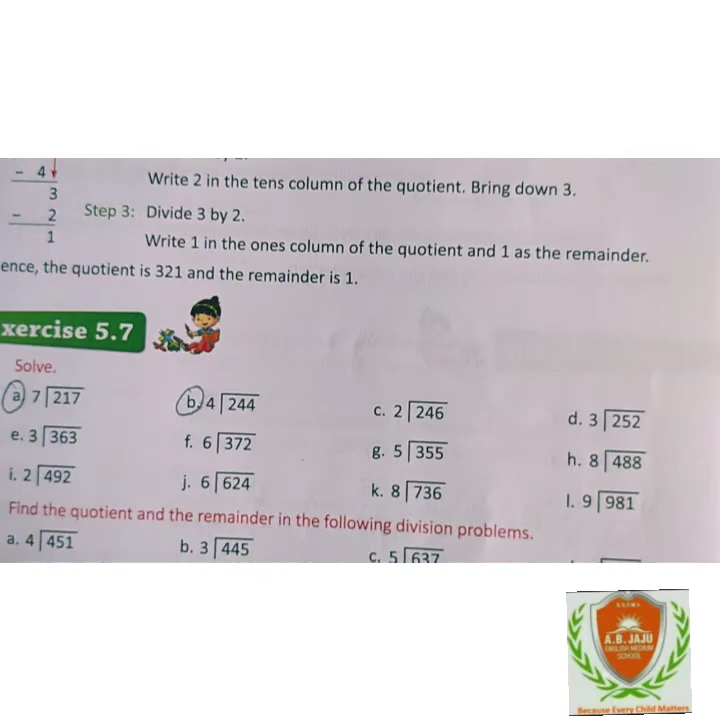 - 4
Write 2 in the tens column of the quotient. Bring down 3.
3
- 2
Step 3: Divide 3 by 2.
1
Write 1 in the ones column of the quotient and 1 as the remainder.
ence, the quotient is 321 and the remainder is 1.
xercise 5.7
Solve.
a. 7 217 b. 4 244 c. 2 246 d. 3 252
e. 3 363 f. 6 372 g. 5 355 h. 8 488
i. 2 492 j. 6 624 k. 8 736 l. 9 981
Find the quotient and the remainder in the following division problems.
a. 4 451 b. 3 445 c. 5 637
A.B. JAJU
ENGLISH MEDIUM
SCHOOL
Because Every Child Matters